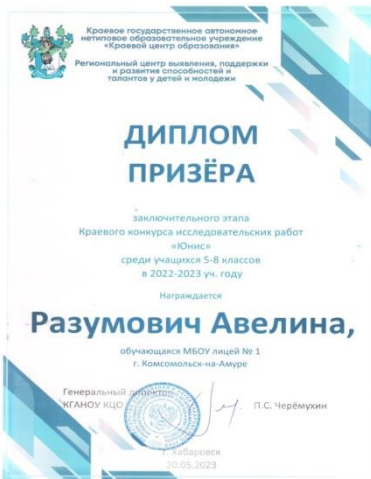 Краевое государственное автономное
нетиповое образовательное учреждение
«Краевой центр образования»
Региональный центр выявления, поддержки
и развития способностей и
талантов у детей и молодежи
ДИПЛОМ
ПРИЗЁРА
заключительного этапа
Краевого конкурса исследовательских работ
«Юнис»
среди учащихся 5-8 классов
в 2022-2023 уч. году
Награждается
Разумович Авелина,
обучающаяся МБОУ лицей № 1
г. Комсомольск-на-Амуре
Генеральный директор
КГАНОУ КЦО
П.С. Черёмухин
г. Хабаровск
20.05.2023